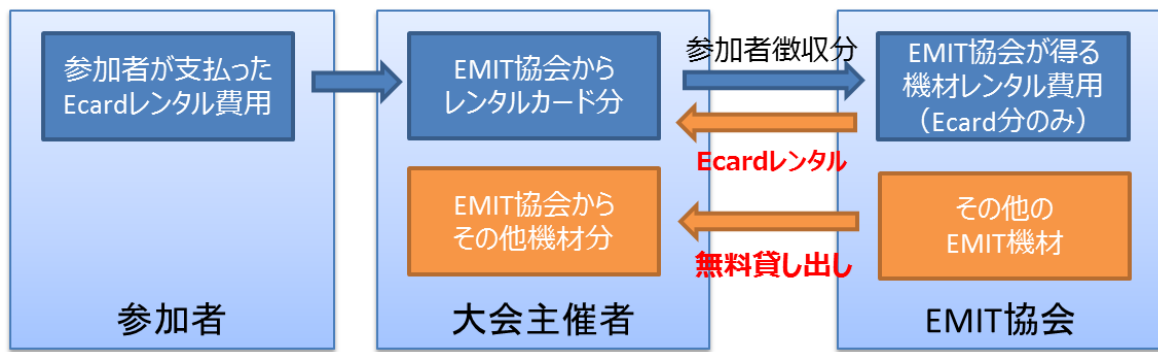 参加者が支払った
Ecardレンタル費用
参加者
EMIT協会から
レンタルカード分
EMIT協会から
その他機材分
大会主催者
参加者徴収分
Ecardレンタル
無料貸し出し
EMIT協会が得る
機材レンタル費用
（Ecard分のみ）
その他の
EMIT機材
EMIT協会